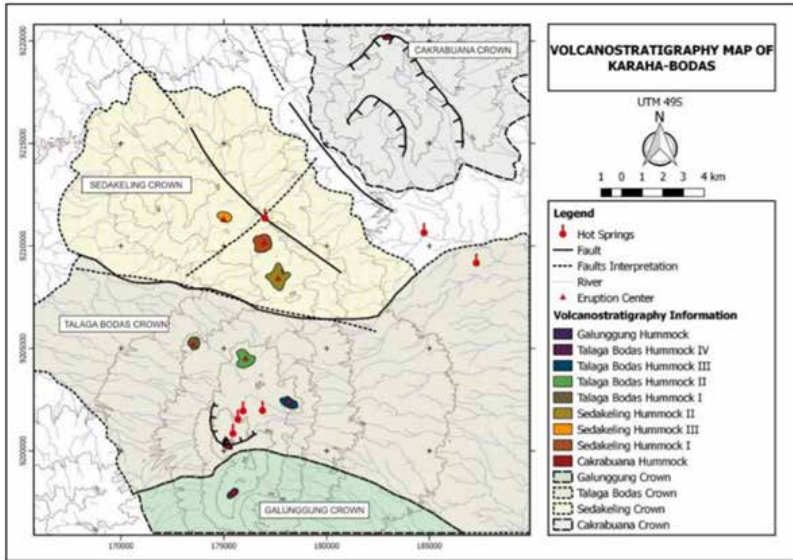 CAKRABUANA CROWN
SEDAKELING CROWN
TALAGA BODAS CROWN
GALUNGGUNG CROWN
9220000
9215000
9210000
9205000
9200000
170000
175000
180000
185000
VOLCANOSTRATIGRAPHY MAP OF
KARAHA-BODAS
UTM 49S
N
1 0 1 2 3 4 km
Legend
Hot Springs
Fault
Faults Interpretation
River
Eruption Center
Volcanostratigraphy Information
Galunggung Hummock
Talaga Bodas Hummock IV
Talaga Bodas Hummock III
Talaga Bodas Hummock II
Talaga Bodas Hummock I
Sedakeling Hummock II
Sedakeling Hummock III
Sedakeling Hummock I
Cakrabuana Hummock
Galunggung Crown
Talaga Bodas Crown
Sedakeling Crown
Cakrabuana Crown